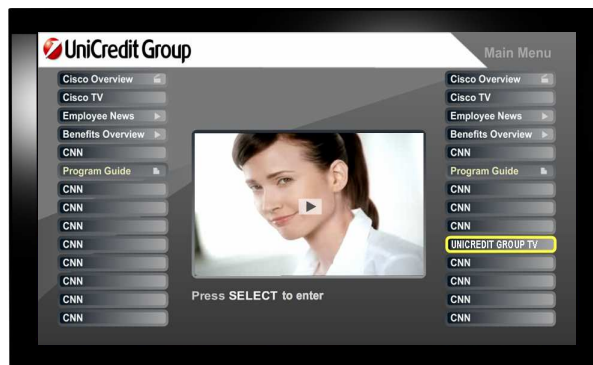 UniCredit Group
Main Menu
Cisco Overview
Cisco TV
Employee News
Benefits Overview
CNN
Program Guide
CNN
CNN
CNN
CNN
CNN
CNN
CNN
CNN
Press SELECT to enter
Cisco Overview
Cisco TV
Employee News
Benefits Overview
CNN
Program Guide
CNN
CNN
CNN
UNICREDIT GROUP TV
CNN
CNN
CNN
CNN